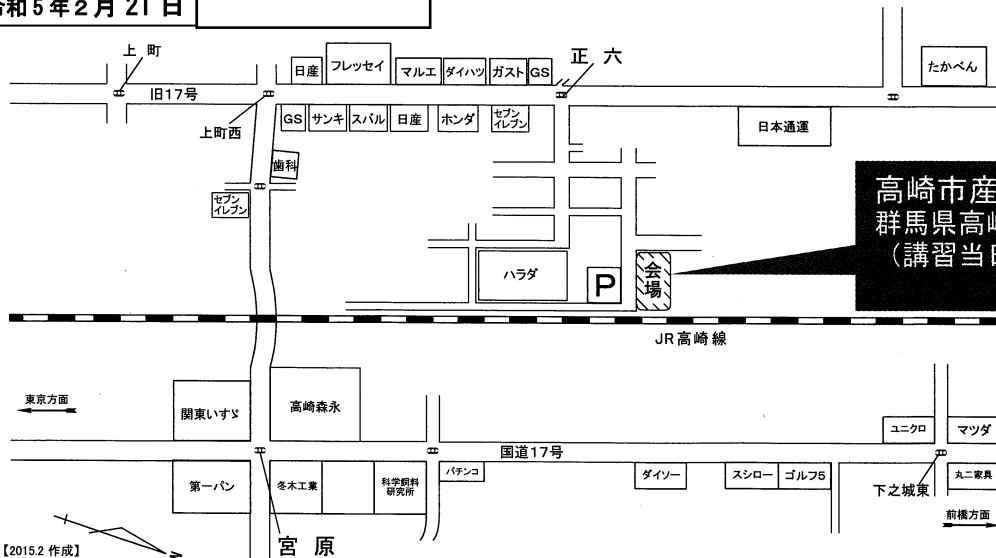 令和5年2月21日
上町
正六
日産
フレッセイ
マルエ
ダイハツ
ガスト
GS
たかべん
旧17号
上町西
GS
サンキ
スバル
日産
ホンダ
セブン
イレブン
日本通運
歯科
セブン
イレブン
高崎市産
群馬県高崎
(講習当日
ハラダ
P
会場
JR高崎線
東京方面
関東いすゞ
高崎森永
ユニクロ
マツダ
国道17号
第一パン
冬木工業
科学飼料
研究所
パチンコ
ダイソー
スシロー
ゴルフ5
下之城東
丸二家具
前橋方面
宮原
N
【2015.2 作成】